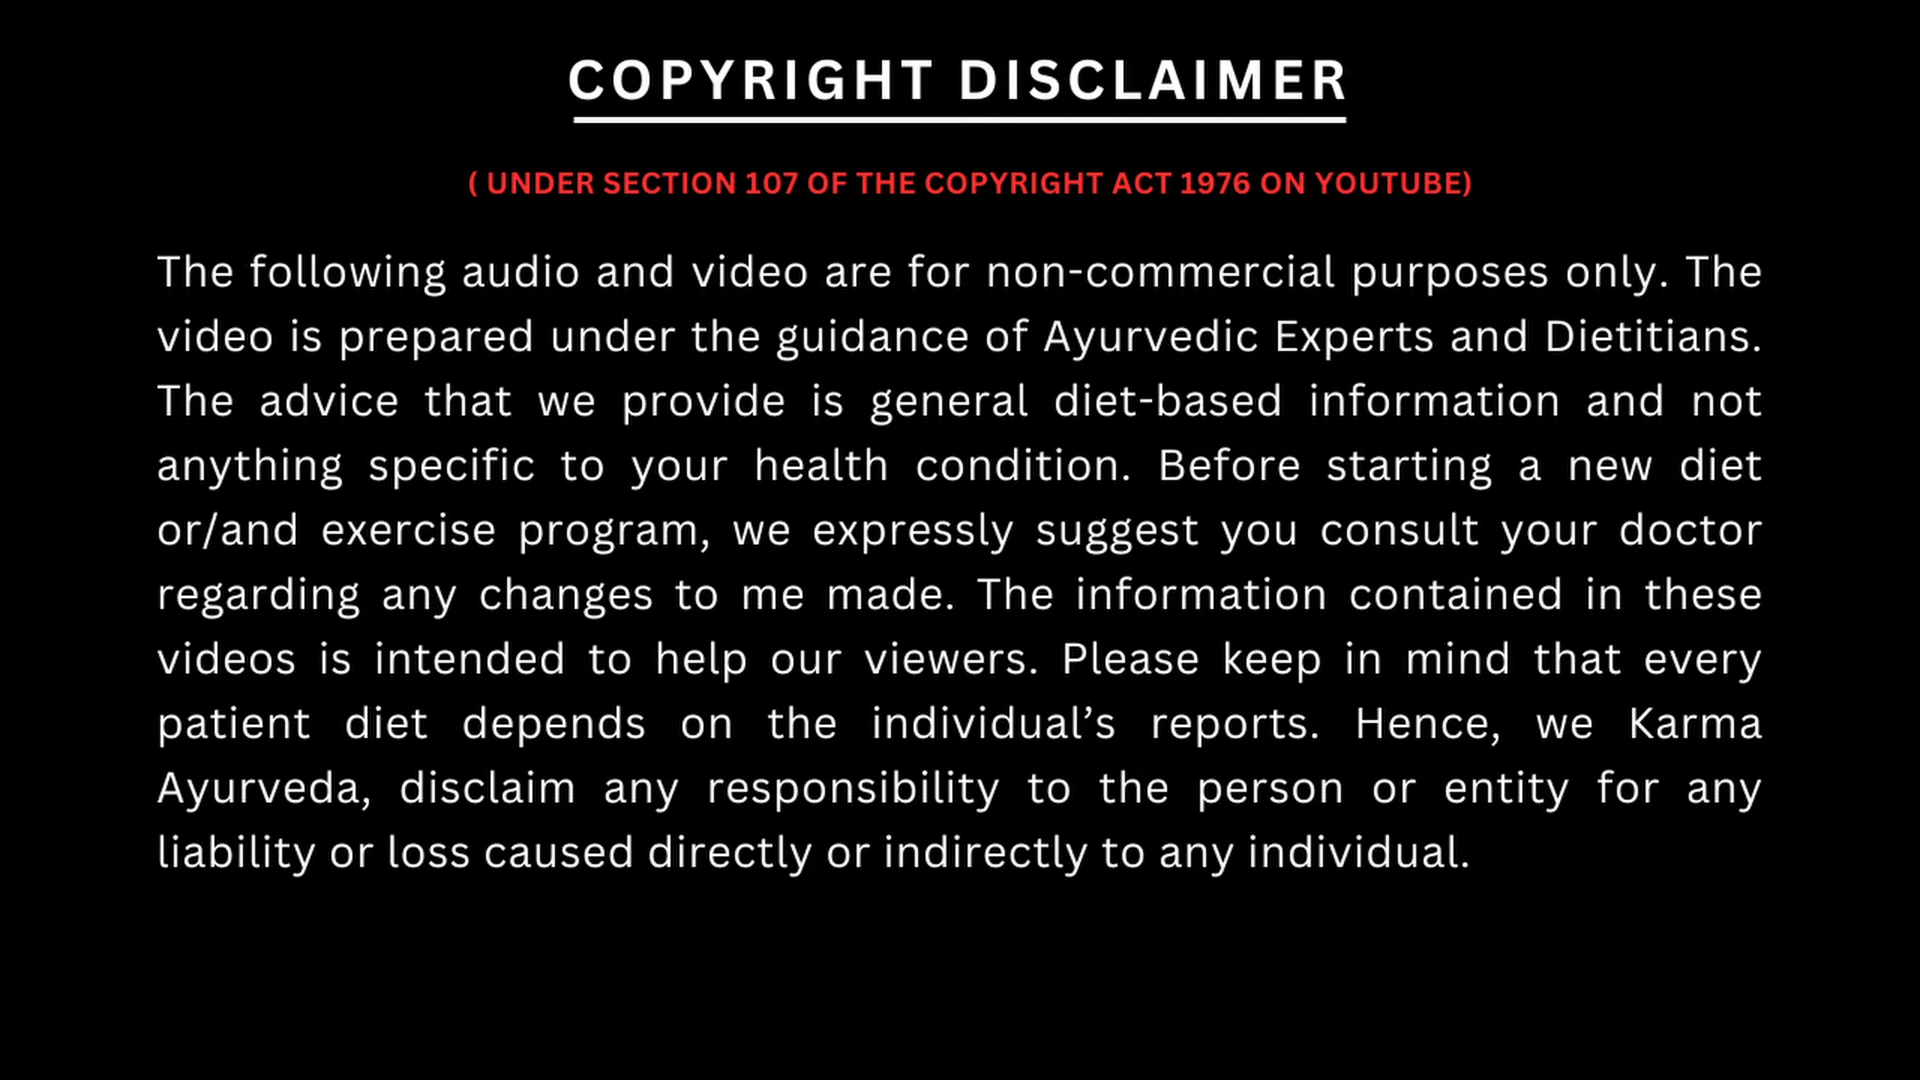 COPYRIGHT DISCLAIMER
( UNDER SECTION 107 OF THE COPYRIGHT ACT 1976 ON YOUTUBE)
The following audio and video are for non-commercial purposes only. The
video is prepared under the guidance of Ayurvedic Experts and Dietitians.
The advice that we provide is general diet-based information and not
anything specific to your health condition. Before starting a new diet
or/and exercise program, we expressly suggest you consult your doctor
regarding any changes to me made. The information contained in these
videos is intended to help our viewers. Please keep in mind that every
patient diet depends on the individual’s reports. Hence, we Karma
Ayurveda, disclaim any responsibility to the person or entity for any
liability or loss caused directly or indirectly to any individual.